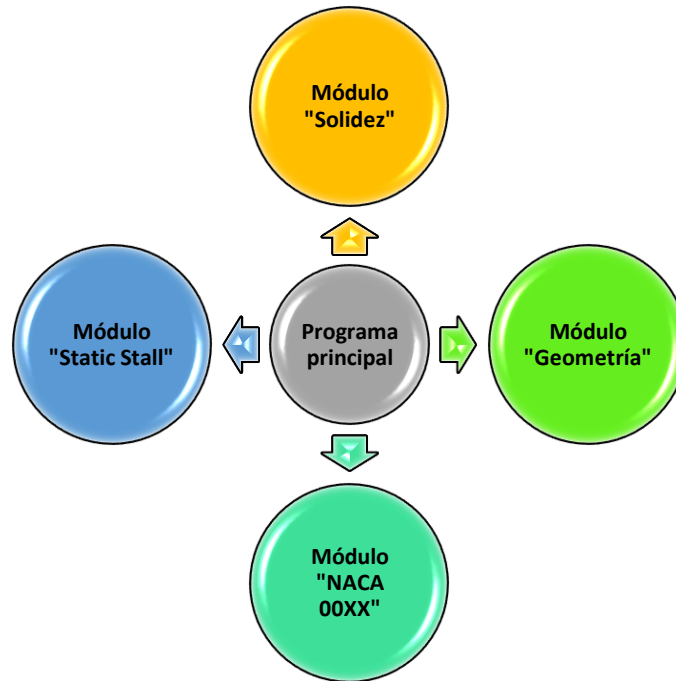 Módulo
"Solidez"
Módulo
"Static Stall"
Programa
principal
Módulo
"Geometría"
Módulo
"NACA
00XX"